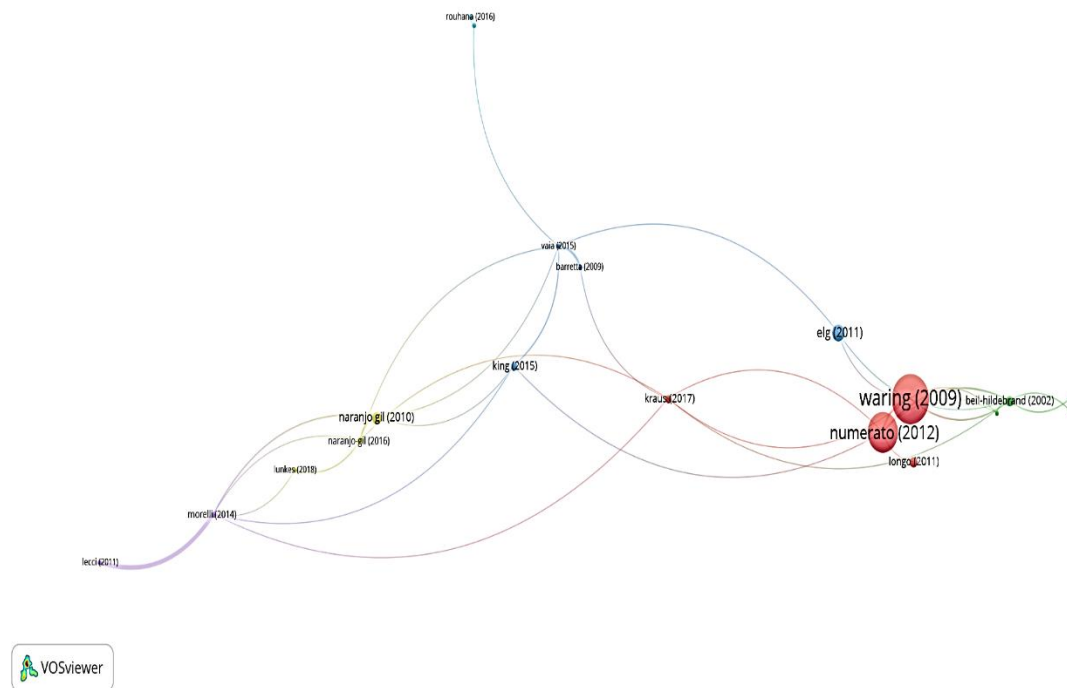 rouhana (2016)
vaia (2015)
barretta (2009)
elg (2011)
king (2015)
waring (2009)
kraus (2017)
beil-hildebrand (2002)
naranjo-gil (2010)
numerato (2012)
naranjo-gil (2016)
longo (2011)
lunkes (2018)
morelli (2014)
lecci (2011)
VOSviewer